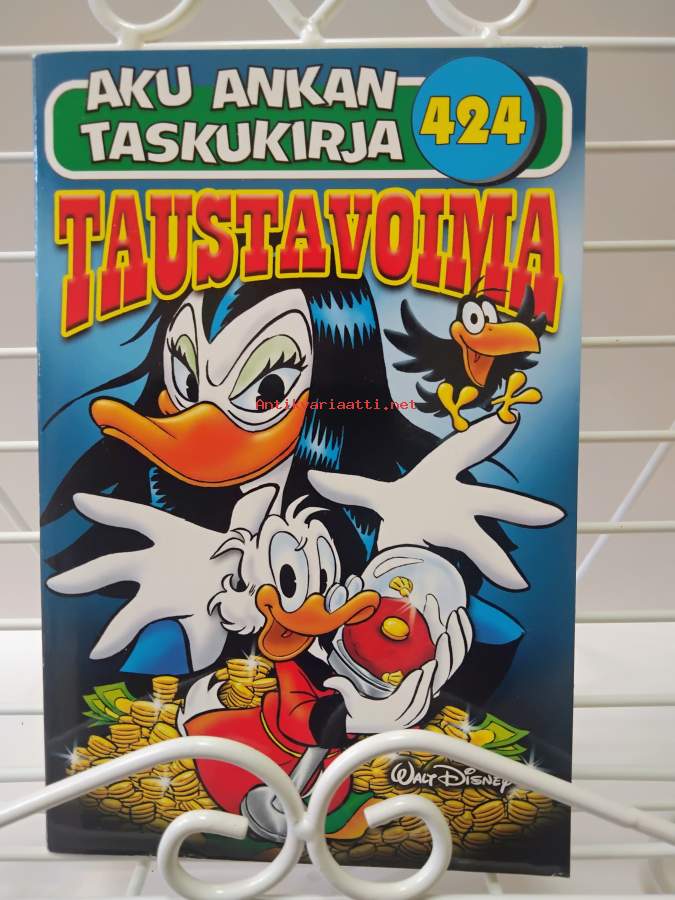 AKU ANKAN
TASKUKIRJA
424
TAUSTAVOIMA
Antikvariaatti.net
WALT DISNEY